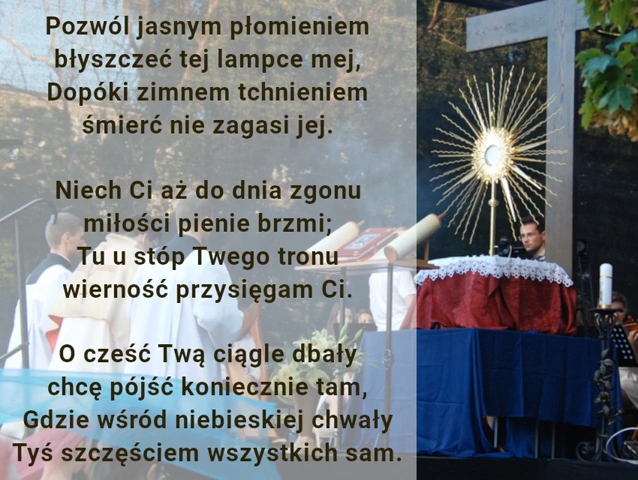 Pozwól jasnym płomieniem
błyszczeć tej lampce mej,
Dopóki zimnem tchnieniem
śmierć nie zagasi jej.
Niech Ci aż do dnia zgonu
miłości pienie brzmi;
Tu u stóp Twego tronu
wierność przysięgam Ci.
O cześć Twą ciągle dbały
chcę pójść koniecznie tam,
Gdzie wśród niebieskiej chwały
Tyś szczęściem wszystkich sam.